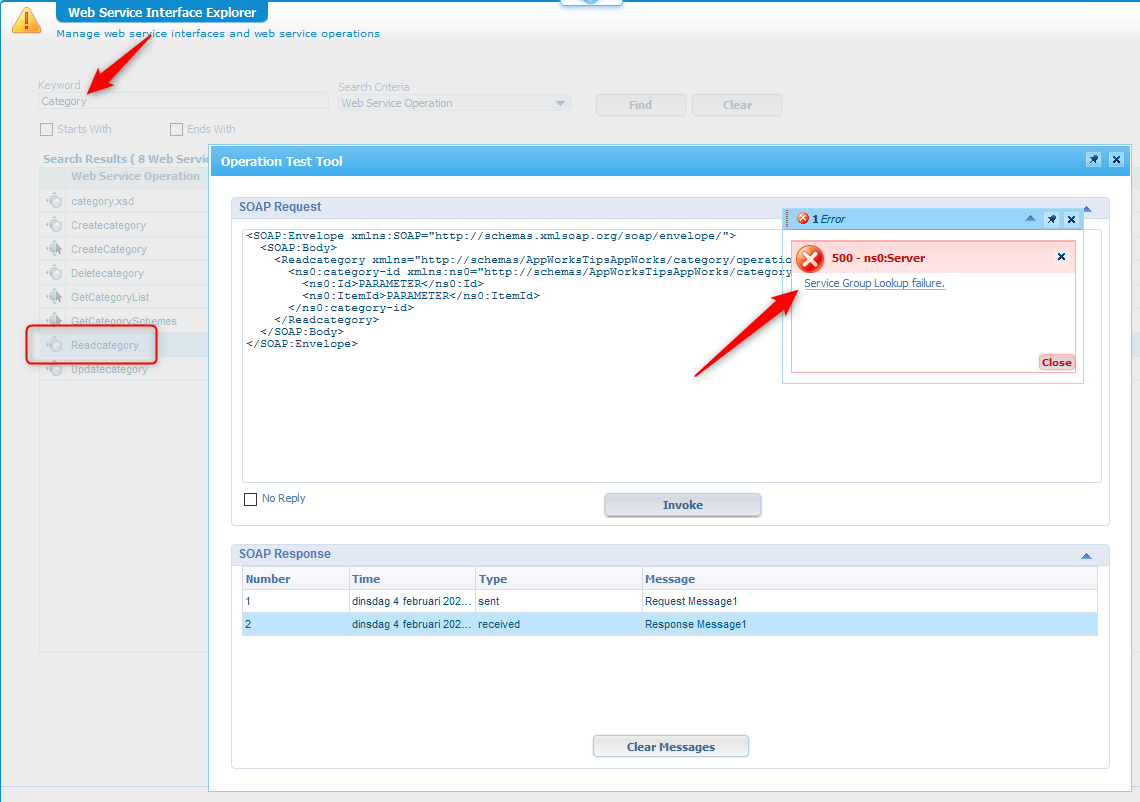 Web Service Interface Explorer
Manage web service interfaces and web service operations
Keyword
Category
Search Criteria
Web Service Operation
Find
Clear
Starts With
Ends With
Search Results ( 8 Web Servic
Web Service Operation
category.xsd
Createcategory
CreateCategory
Deletecategory
GetCategoryList
GetCategorySchemes
Readcategory
Updatecategory
Operation Test Tool
SOAP Request
<SOAP:Envelope xmlns:SOAP="http://schemas.xmlsoap.org/soap/envelope/">
<SOAP:Body>
<Readcategory xmlns="http://schemas/AppWorksTipsAppWorks/category/operatio
<ns0:category-id xmlns:ns0="http://schemas/AppWorksTipsAppWorks/category
<ns0:Id>PARAMETER</ns0:Id>
<ns0:ItemId>PARAMETER</ns0:ItemId>
</ns0:category-id>
</Readcategory>
</SOAP:Body>
</SOAP:Envelope>
1 Error
500 - ns0:Server
Service Group Lookup failure.
Close
No Reply
Invoke
SOAP Response
Number Time Type Message
1 dinsdag 4 februari 202... sent Request Message1
2 dinsdag 4 februari 202... received Response Message1
Clear Messages